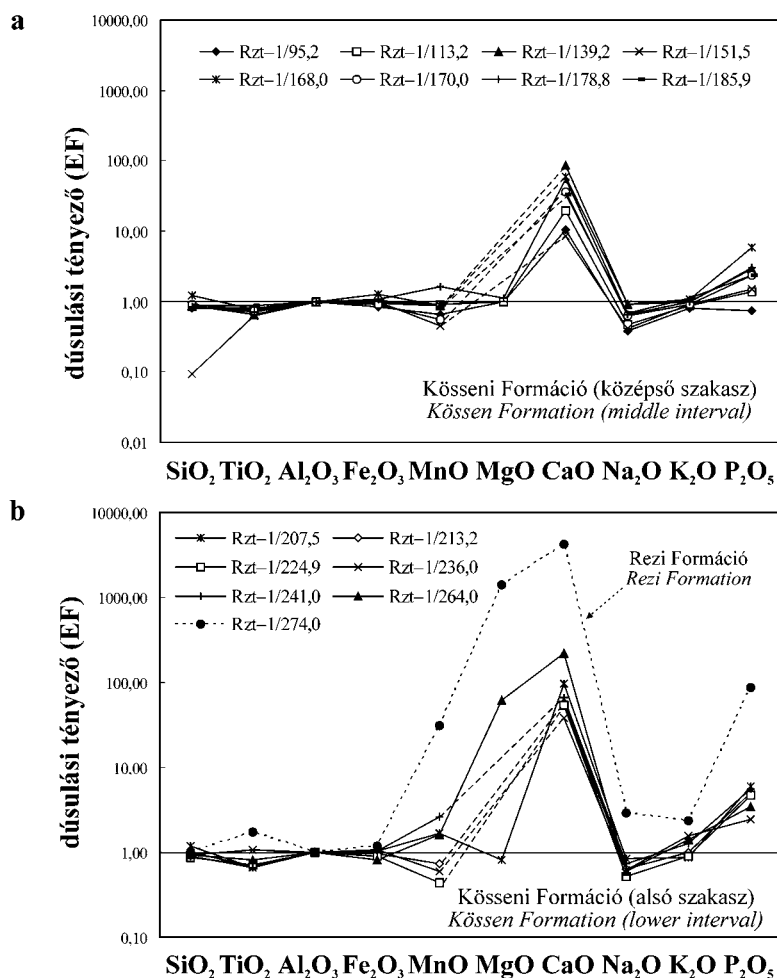 a
10000,00
1000,00
100,00
10,00
1,00
0,10
0,01
dúsulási tényező (EF)
Rzt–1/95,2 Rzt–1/113,2 Rzt–1/139,2 Rzt–1/151,5
Rzt–1/168,0 Rzt–1/170,0 Rzt–1/178,8 Rzt–1/185,9
Kösseni Formáció (középső szakasz)
Kössen Formation (middle interval)
SiO₂ TiO₂ Al₂O₃ Fe₂O₃ MnO MgO CaO Na₂O K₂O P₂O₅
b
10000,00
1000,00
100,00
10,00
1,00
0,10
dúsulási tényező (EF)
Rzt–1/207,5 Rzt–1/213,2
Rzt–1/224,9 Rzt–1/236,0
Rzt–1/241,0 Rzt–1/264,0
Rzt–1/274,0
Rezi Formáció
Rezi Formation
Kösseni Formáció (alsó szakasz)
Kössen Formation (lower interval)
SiO₂ TiO₂ Al₂O₃ Fe₂O₃ MnO MgO CaO Na₂O K₂O P₂O₅